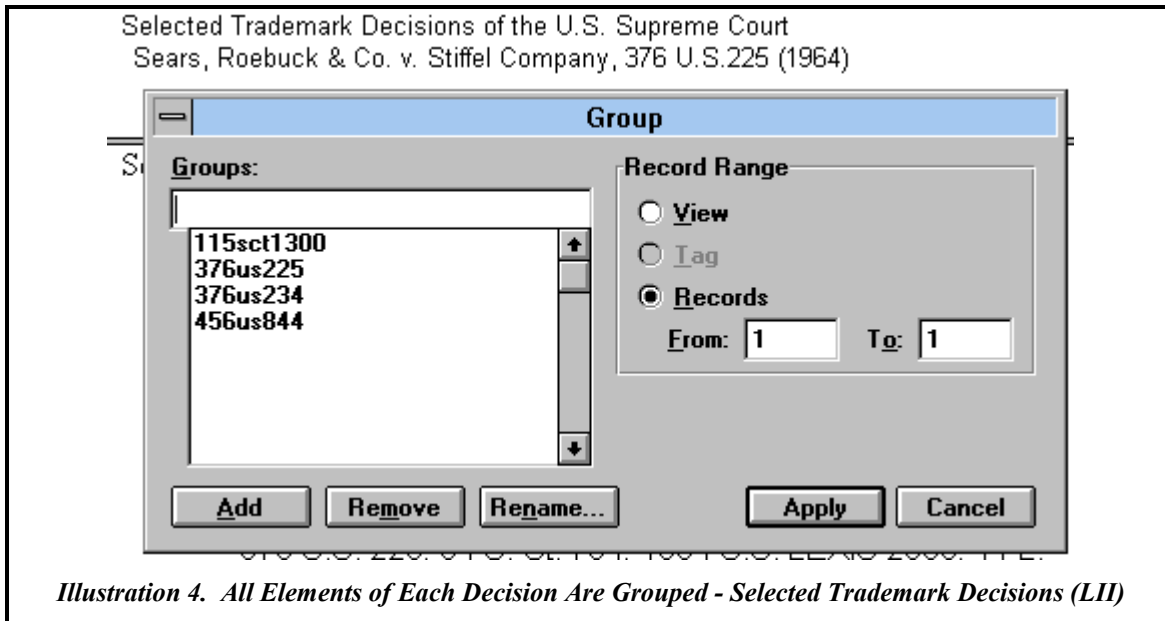 Selected Trademark Decisions of the U.S. Supreme Court
Sears, Roebuck & Co. v. Stiffel Company, 376 U.S.225 (1964)
Group
Groups:
115sct1300
376us225
376us234
456us844
Record Range
View
Tag
Records
From: 1 To: 1
Add Remove Rename... Apply Cancel
Illustration 4. All Elements of Each Decision Are Grouped - Selected Trademark Decisions (LII)